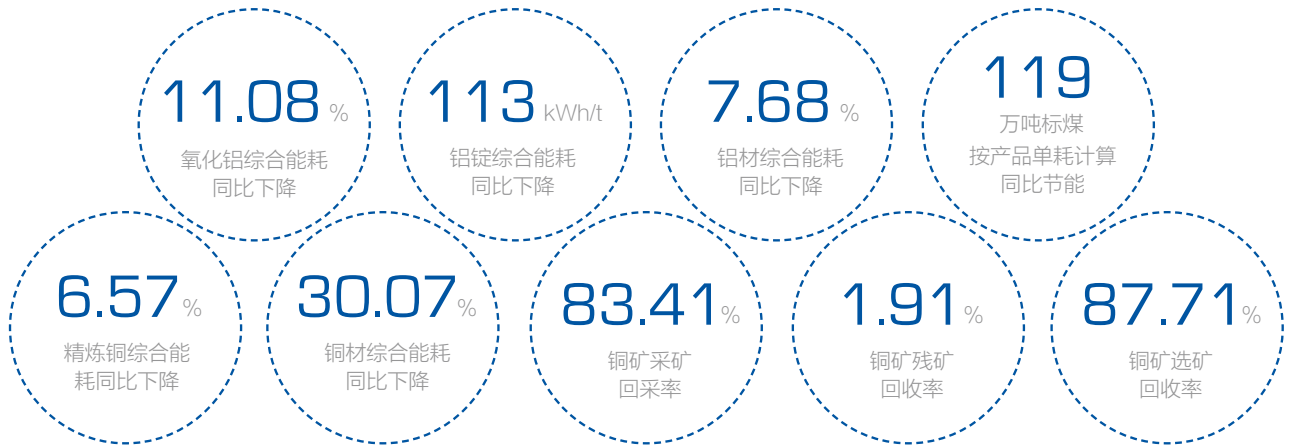 11.08 %
氧化铝综合能耗
同比下降
113 kWh/t
铝锭综合能耗
同比下降
7.68 %
铝材综合能耗
同比下降
119
万吨标煤
按产品单耗计算
同比节能
6.57 %
精炼铜综合能
耗同比下降
30.07 %
铜材综合能耗
同比下降
83.41 %
铜矿采矿
回采率
1.91 %
铜矿残矿
回收率
87.71 %
铜矿选矿
回收率